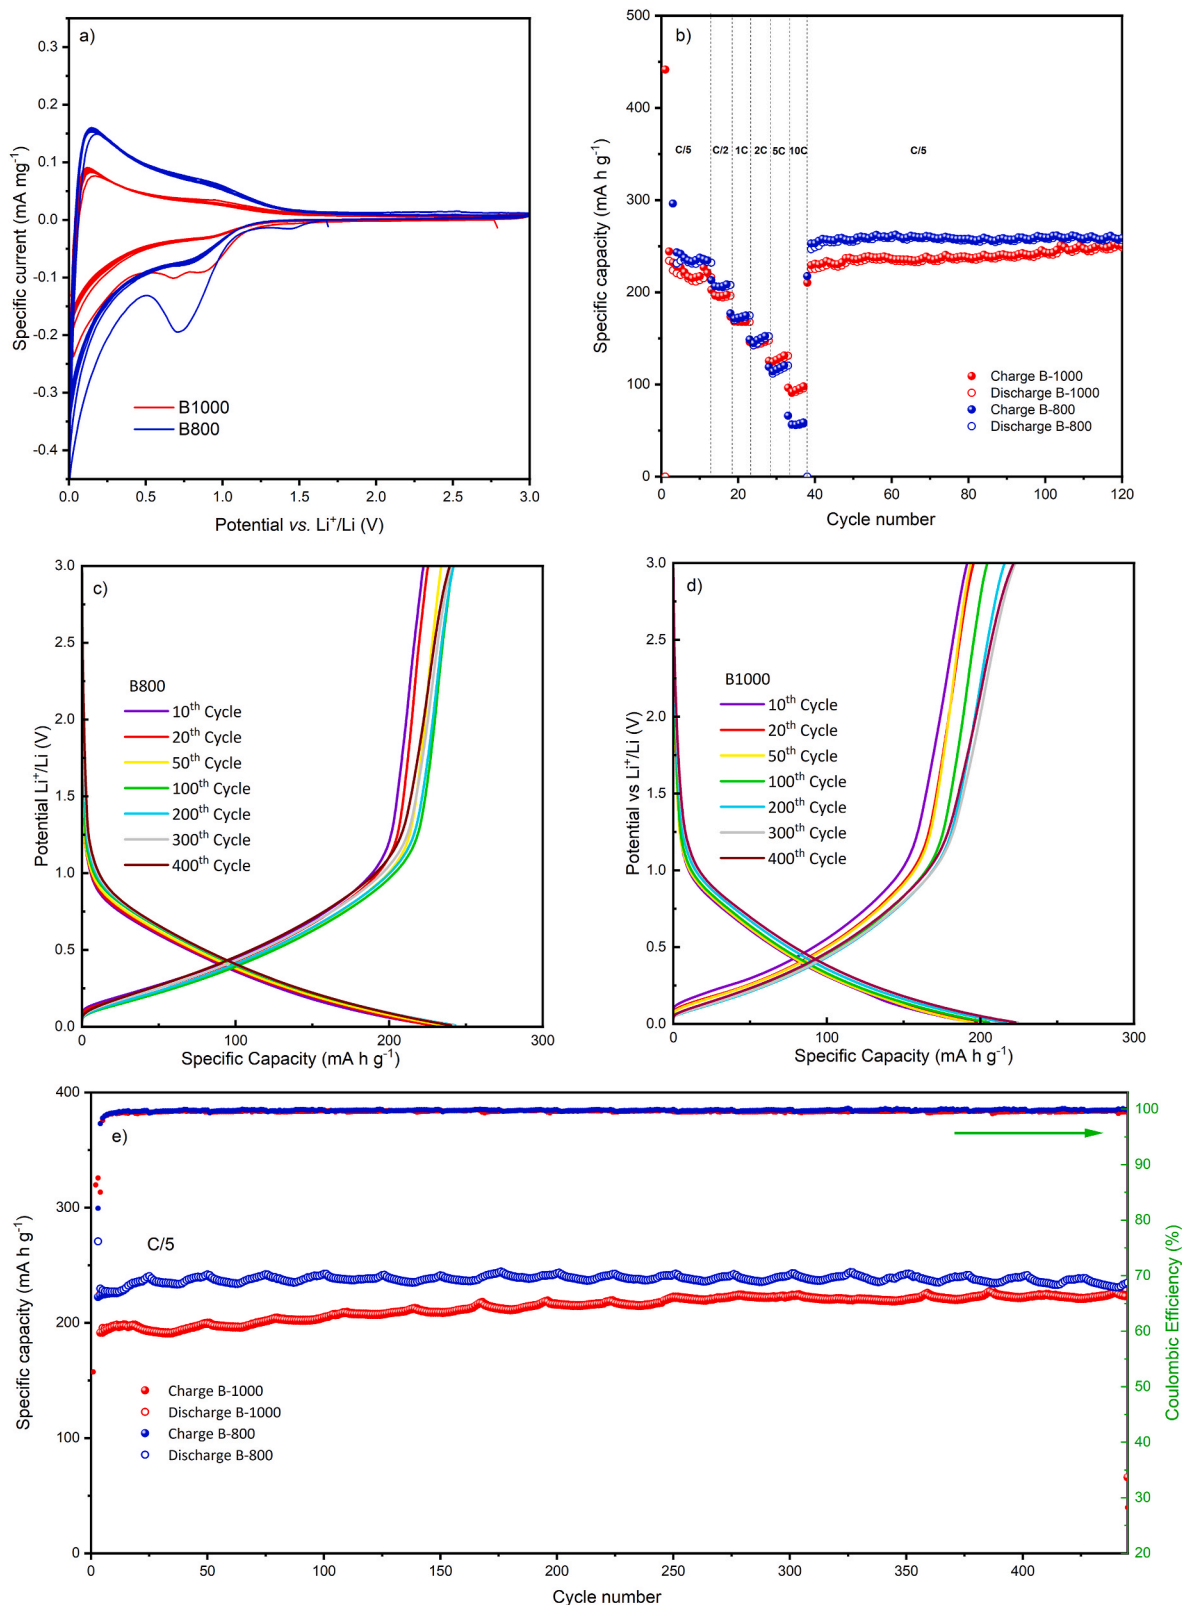 a)
0.3
0.2
0.1
0.0
-0.1
-0.2
-0.3
-0.4
Specific current (mA mg⁻¹)
B1000
B800
0.0 0.5 1.0 1.5 2.0 2.5 3.0
Potential vs. Li⁺/Li (V)
b)
500
400
300
200
100
0
Specific capacity (mA h g⁻¹)
C/5 C/2 1C 2C 5C 10C C/5
Charge B-1000
Discharge B-1000
Charge B-800
Discharge B-800
0 20 40 60 80 100 120
Cycle number
c)
3.0
2.5
2.0
1.5
1.0
0.5
0.0
Potential Li⁺/Li (V)
B800
10th Cycle
20th Cycle
50th Cycle
100th Cycle
200th Cycle
300th Cycle
400th Cycle
0 100 200 300
Specific Capacity (mA h g⁻¹)
d)
3.0
2.5
2.0
1.5
1.0
0.5
0.0
Potential vs Li⁺/Li (V)
B1000
10th Cycle
20th Cycle
50th Cycle
100th Cycle
200th Cycle
300th Cycle
400th Cycle
0 100 200 300
Specific Capacity (mA h g⁻¹)
e)
400
300
200
100
0
Specific capacity (mA h g⁻¹)
C/5
Charge B-1000
Discharge B-1000
Charge B-800
Discharge B-800
100
90
80
70
60
50
40
30
20
Coulombic Efficiency (%)
0 50 100 150 200 250 300 350 400
Cycle number